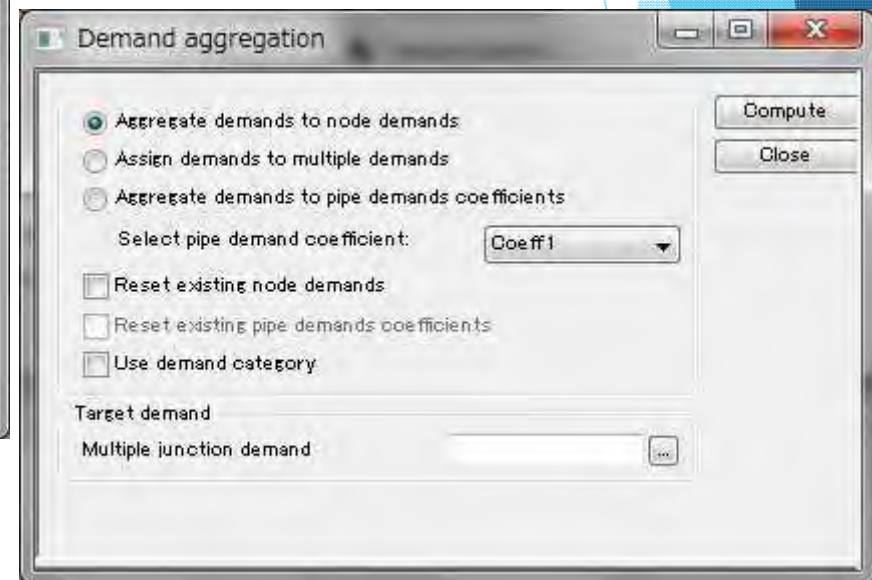 Demand aggregation
Aggregate demands to node demands
Assign demands to multiple demands
Aggregate demands to pipe demands coefficients
Select pipe demand coefficient: Coeff1
Reset existing node demands
Reset existing pipe demands coefficients
Use demand category
Target demand
Multiple junction demand ...
Compute
Close